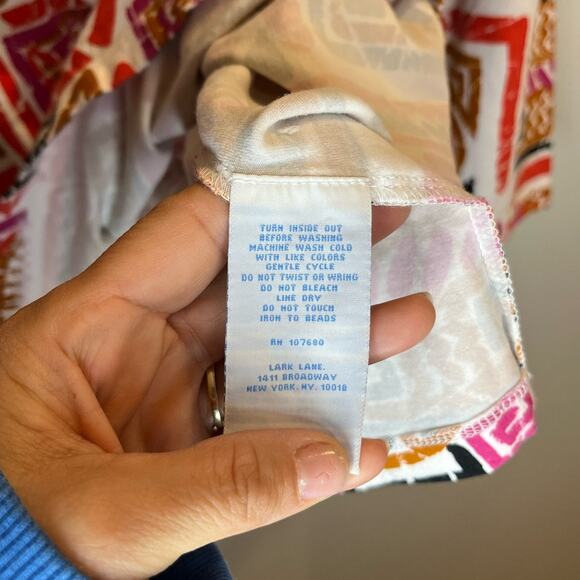 TURN INSIDE OUT
BEFORE WASHING
MACHINE WASH COLD
WITH LIKE COLORS
GENTLE CYCLE
DO NOT TWIST OR WRING
DO NOT BLEACH
LINE DRY
DO NOT TOUCH
IRON TO BEADS
RN 107680
LARK LANE.
1411 BROADWAY
NEW YORK. NY. 10018